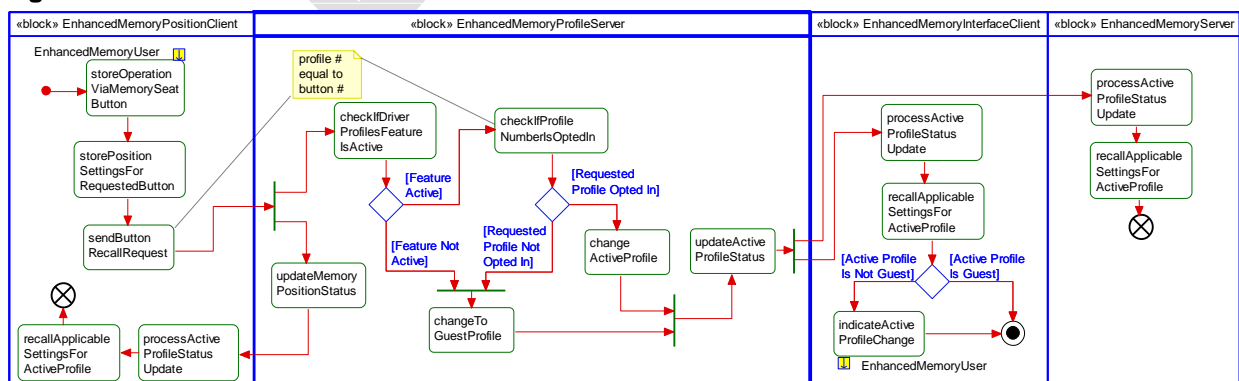 «block» EnhancedMemoryPositionClient
«block» EnhancedMemoryProfileServer
«block» EnhancedMemoryInterfaceClient
«block» EnhancedMemoryServer
EnhancedMemoryUser
storeOperation
ViaMemorySeat
Button
storePosition
SettingsFor
RequestedButton
sendButton
RecallRequest
recallApplicable
SettingsFor
ActiveProfile
processActive
ProfileStatus
Update
profile #
equal to
button #
checkIfDriver
ProfilesFeature
IsActive
[Feature
Active]
[Feature Not
Active]
updateMemory
PositionStatus
checkIfProfile
NumberIsOptedIn
[Requested
Profile Opted In]
[Requested
Profile Not
Opted In]
change
ActiveProfile
changeTo
GuestProfile
updateActive
ProfileStatus
processActive
ProfileStatus
Update
recallApplicable
SettingsFor
ActiveProfile
[Active Profile
Is Not Guest]
[Active Profile
Is Guest]
indicateActive
ProfileChange
EnhancedMemoryUser
processActive
ProfileStatus
Update
recallApplicable
SettingsFor
ActiveProfile